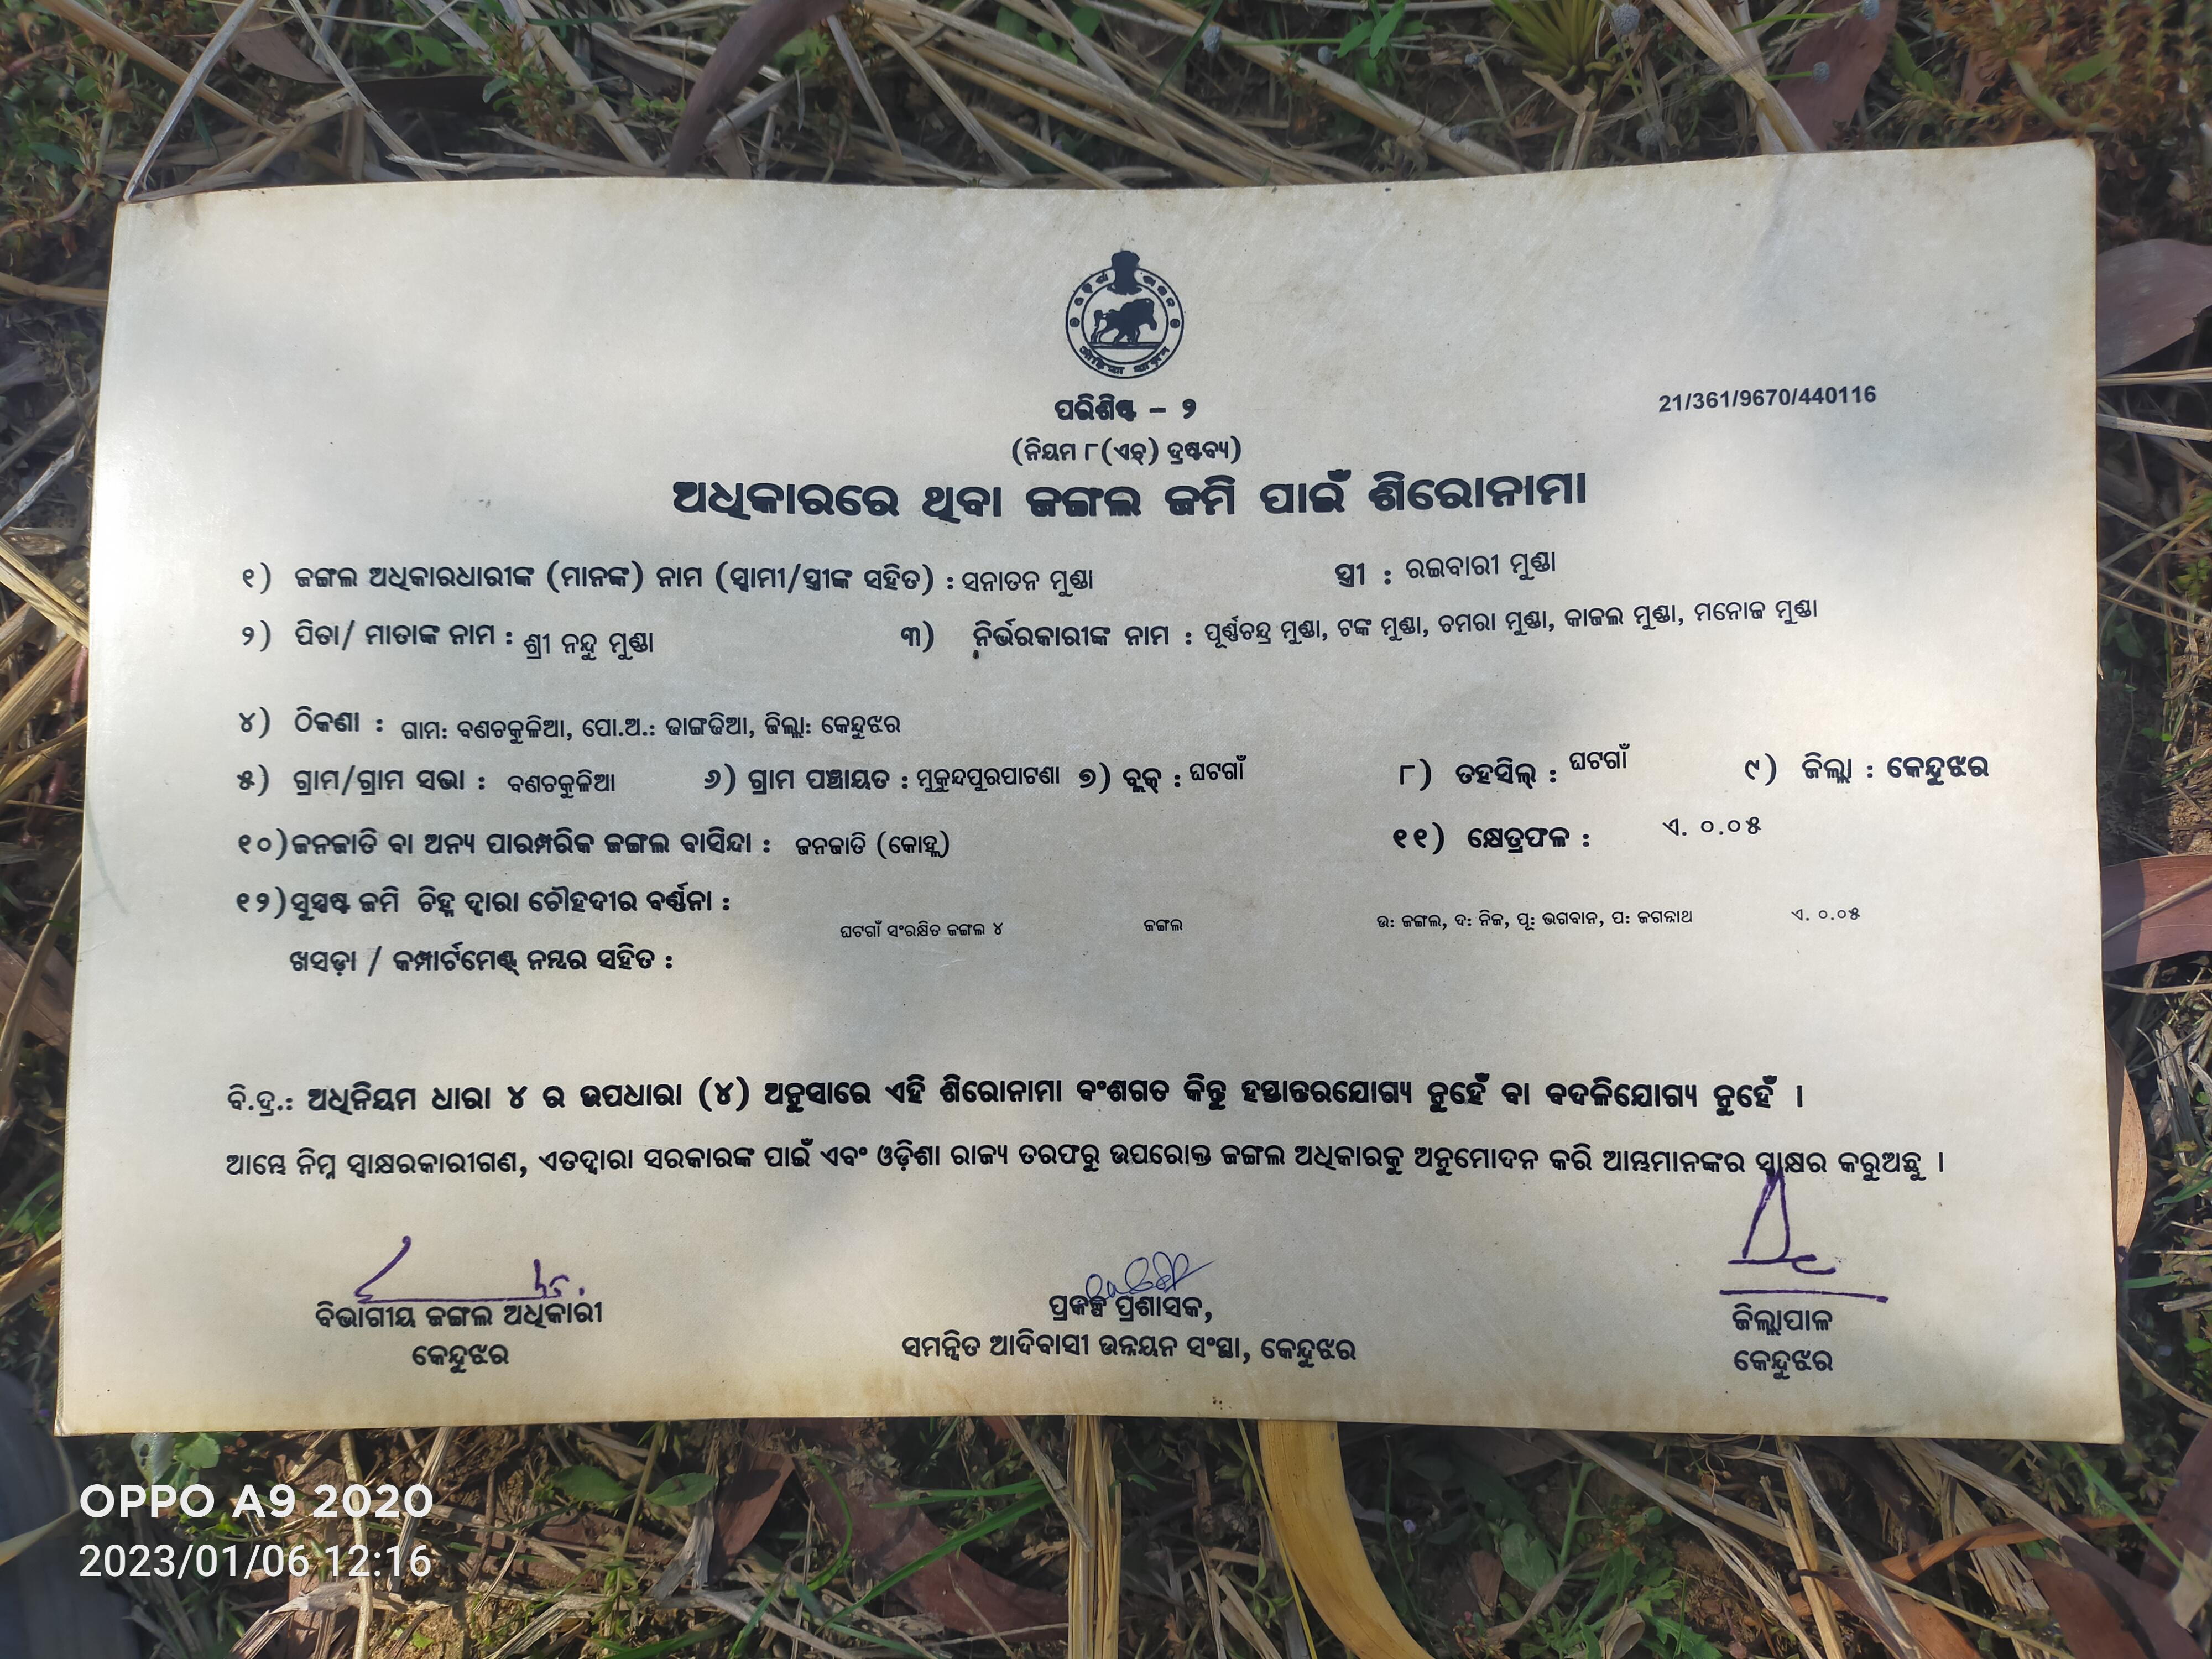 ଓଡ଼ିଶା ଶାସନ
ପରିଶିଷ୍ଟ – ୨
21/361/9670/440116
(ନିୟମ ୮(ଏଚ୍) ଦ୍ରଷ୍ଟବ୍ୟ)
ଅଧିକାରରେ ଥିବା ଜଙ୍ଗଲ ଜମି ପାଇଁ ଶିରୋନାମା
୧) ଜଙ୍ଗଲ ଅଧିକାରଧାରୀଙ୍କ (ମାନଙ୍କ) ନାମ (ସ୍ୱାମୀ/ସ୍ତ୍ରୀଙ୍କ ସହିତ) : ସନାତନ ମୁଣ୍ଡା ସ୍ତ୍ରୀ : ରଇବାରୀ ମୁଣ୍ଡା
୨) ପିତା/ ମାତାଙ୍କ ନାମ : ଶ୍ରୀ ନନ୍ଦୁ ମୁଣ୍ଡା ୩) ନିର୍ଭରକାରୀଙ୍କ ନାମ : ପୂର୍ଣ୍ଣଚନ୍ଦ୍ର ମୁଣ୍ଡା, ଟଙ୍କ ମୁଣ୍ଡା, ଚମରା ମୁଣ୍ଡା, କାଜଲ ମୁଣ୍ଡା, ମନୋଜ ମୁଣ୍ଡା
୪) ଠିକଣା : ଗାମ: ବଣଚକୁଳିଆ, ପୋ.ଅ.: ଢାଙ୍ଗଢିଆ, ଜିଲ୍ଲା: କେନ୍ଦୁଝର
୫) ଗ୍ରାମ/ଗ୍ରାମ ସଭା : ବଣଚକୁଳିଆ ୬) ଗ୍ରାମ ପଞ୍ଚାୟତ : ମୁକୁନ୍ଦପୁରପାଟଣା ୭) ବ୍ଲକ୍ : ଘଟଗାଁ ୮) ତହସିଲ୍ : ଘଟଗାଁ ୯) ଜିଲ୍ଲା : କେନ୍ଦୁଝର
୧୦)ଜନଜାତି ବା ଅନ୍ୟ ପାରମ୍ପରିକ ଜଙ୍ଗଲ ବାସିନ୍ଦା : ଜନଜାତି (କୋହ୍ଲ) ୧୧) କ୍ଷେତ୍ରଫଳ : ଏ. ୦.୦୫
୧୨)ସୁସ୍ପଷ୍ଟ ଜମି ଚିହ୍ନ ଦ୍ୱାରା ଚୌହଦୀର ବର୍ଣ୍ଣନା :
ଘଟଗାଁ ସଂରକ୍ଷିତ ଜଙ୍ଗଲ ୪ ଜଙ୍ଗଲ ଉ: ଜଙ୍ଗଲ, ଦ: ନିଜ, ପୂ: ଭଗବାନ, ପ: ଜଗନ୍ନାଥ ଏ. ୦.୦୫
ଖସଡ଼ା / କମ୍ପାର୍ଟମେଣ୍ଟ୍ ନମ୍ବର ସହିତ :
ବି.ଦ୍ର.: ଅଧିନିୟମ ଧାରା ୪ ର ଉପଧାରା (୪) ଅନୁସାରେ ଏହି ଶିରୋନାମା ବଂଶଗତ କିନ୍ତୁ ହସ୍ତାନ୍ତରଯୋଗ୍ୟ ନୁହେଁ ବା ବଦଳିଯୋଗ୍ୟ ନୁହେଁ ।
ଆମ୍ଭେ ନିମ୍ନ ସ୍ୱାକ୍ଷରକାରୀଗଣ, ଏତଦ୍ୱାରା ସରକାରଙ୍କ ପାଇଁ ଏବଂ ଓଡ଼ିଶା ରାଜ୍ୟ ତରଫରୁ ଉପରୋକ୍ତ ଜଙ୍ଗଲ ଅଧିକାରକୁ ଅନୁମୋଦନ କରି ଆମ୍ଭମାନଙ୍କର ସ୍ୱାକ୍ଷର କରୁଅଛୁ ।
ବିଭାଗୀୟ ଜଙ୍ଗଲ ଅଧିକାରୀ
କେନ୍ଦୁଝର
ପ୍ରକଳ୍ପ ପ୍ରଶାସକ,
ସମନ୍ୱିତ ଆଦିବାସୀ ଉନ୍ନୟନ ସଂସ୍ଥା, କେନ୍ଦୁଝର
ଜିଲ୍ଲାପାଳ
କେନ୍ଦୁଝର
OPPO A9 2020
2023/01/06 12:16